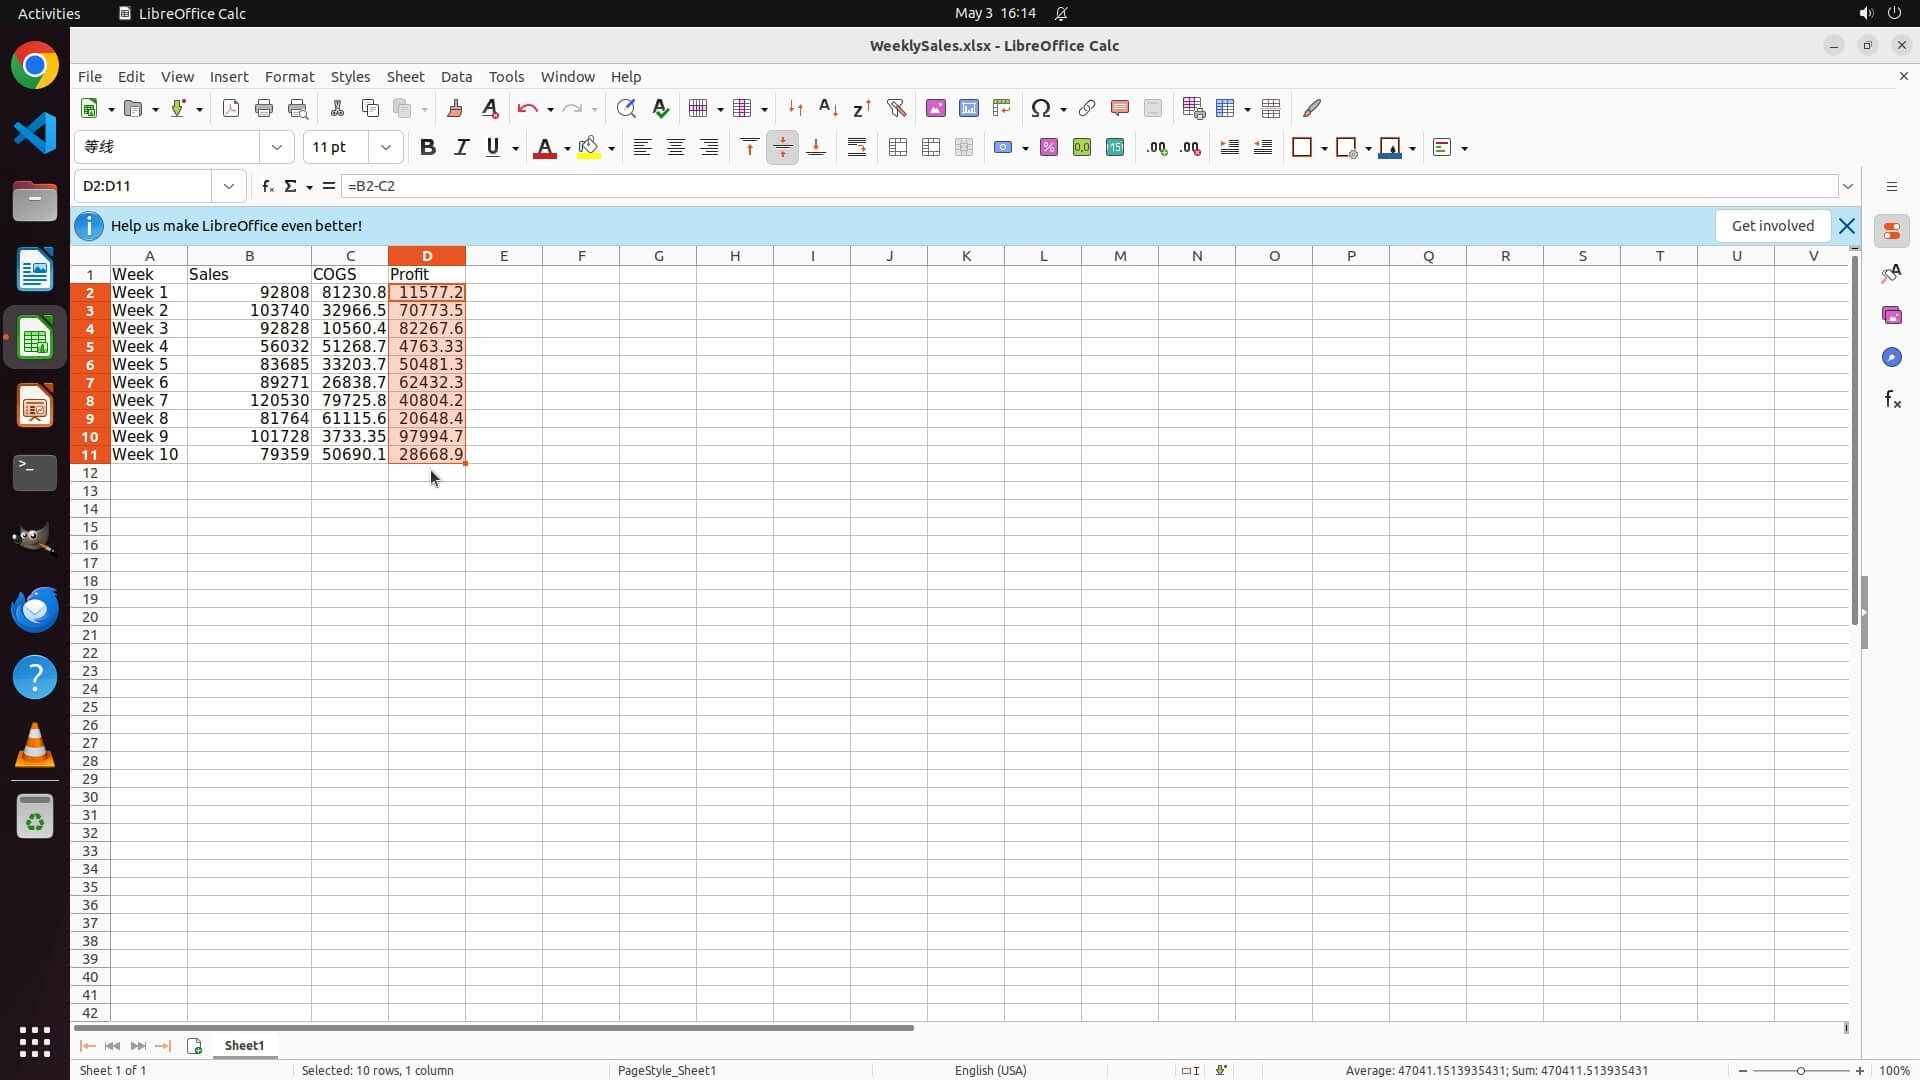 Activities LibreOffice Calc May 3 16:14
WeeklySales.xlsx - LibreOffice Calc
File Edit View Insert Format Styles Sheet Data Tools Window Help
等线 11 pt
D2:D11 =B2-C2
Help us make LibreOffice even better! Get involved
A B C D E F G H I J K L M N O P Q R S T U V
1 Week Sales COGS Profit
2 Week 1 92808 81230.8 11577.2
3 Week 2 103740 32966.5 70773.5
4 Week 3 92828 10560.4 82267.6
5 Week 4 56032 51268.7 4763.33
6 Week 5 83685 33203.7 50481.3
7 Week 6 89271 26838.7 62432.3
8 Week 7 120530 79725.8 40804.2
9 Week 8 81764 61115.6 20648.4
10 Week 9 101728 3733.35 97994.7
11 Week 10 79359 50690.1 28668.9
12
13
14
15
16
17
18
19
20
21
22
23
24
25
26
27
28
29
30
31
32
33
34
35
36
37
38
39
40
41
42
Sheet1
Sheet 1 of 1 Selected: 10 rows, 1 column PageStyle_Sheet1 English (USA) Average: 47041.1513935431; Sum: 470411.513935431 100%